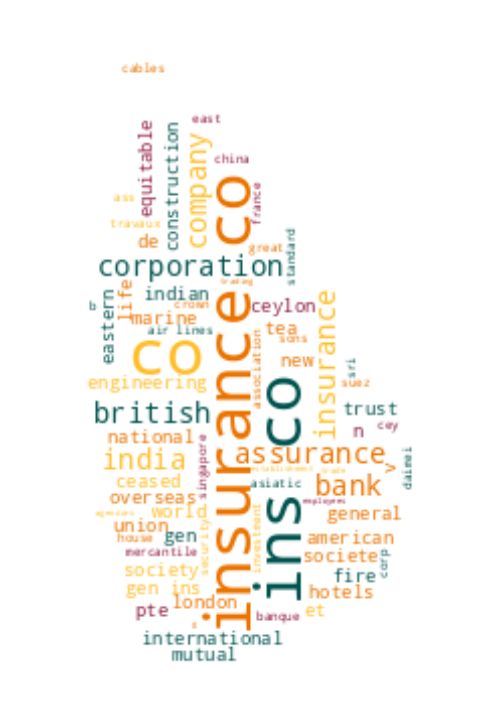 cables
east
equitable
construction
company
china
insurance co
france
ass
travaux
de
great
standard
corporation
trading
life
indian
eastern
crown
ceylon
insurance
marine
air lines
tea
sons
association
co
new
sri
engineering
suez
ins co
british
trust
cey
n
national
assurance
india
singapore
v
daimei
establishment
trade
ceased
asiatic
bank
overseas
employees
agencies
world
general
union
gen
investment
security
house
american
mercantile
societe
corp
society
fire
gen ins
hotels
london
pte
et
banque
international
mutual